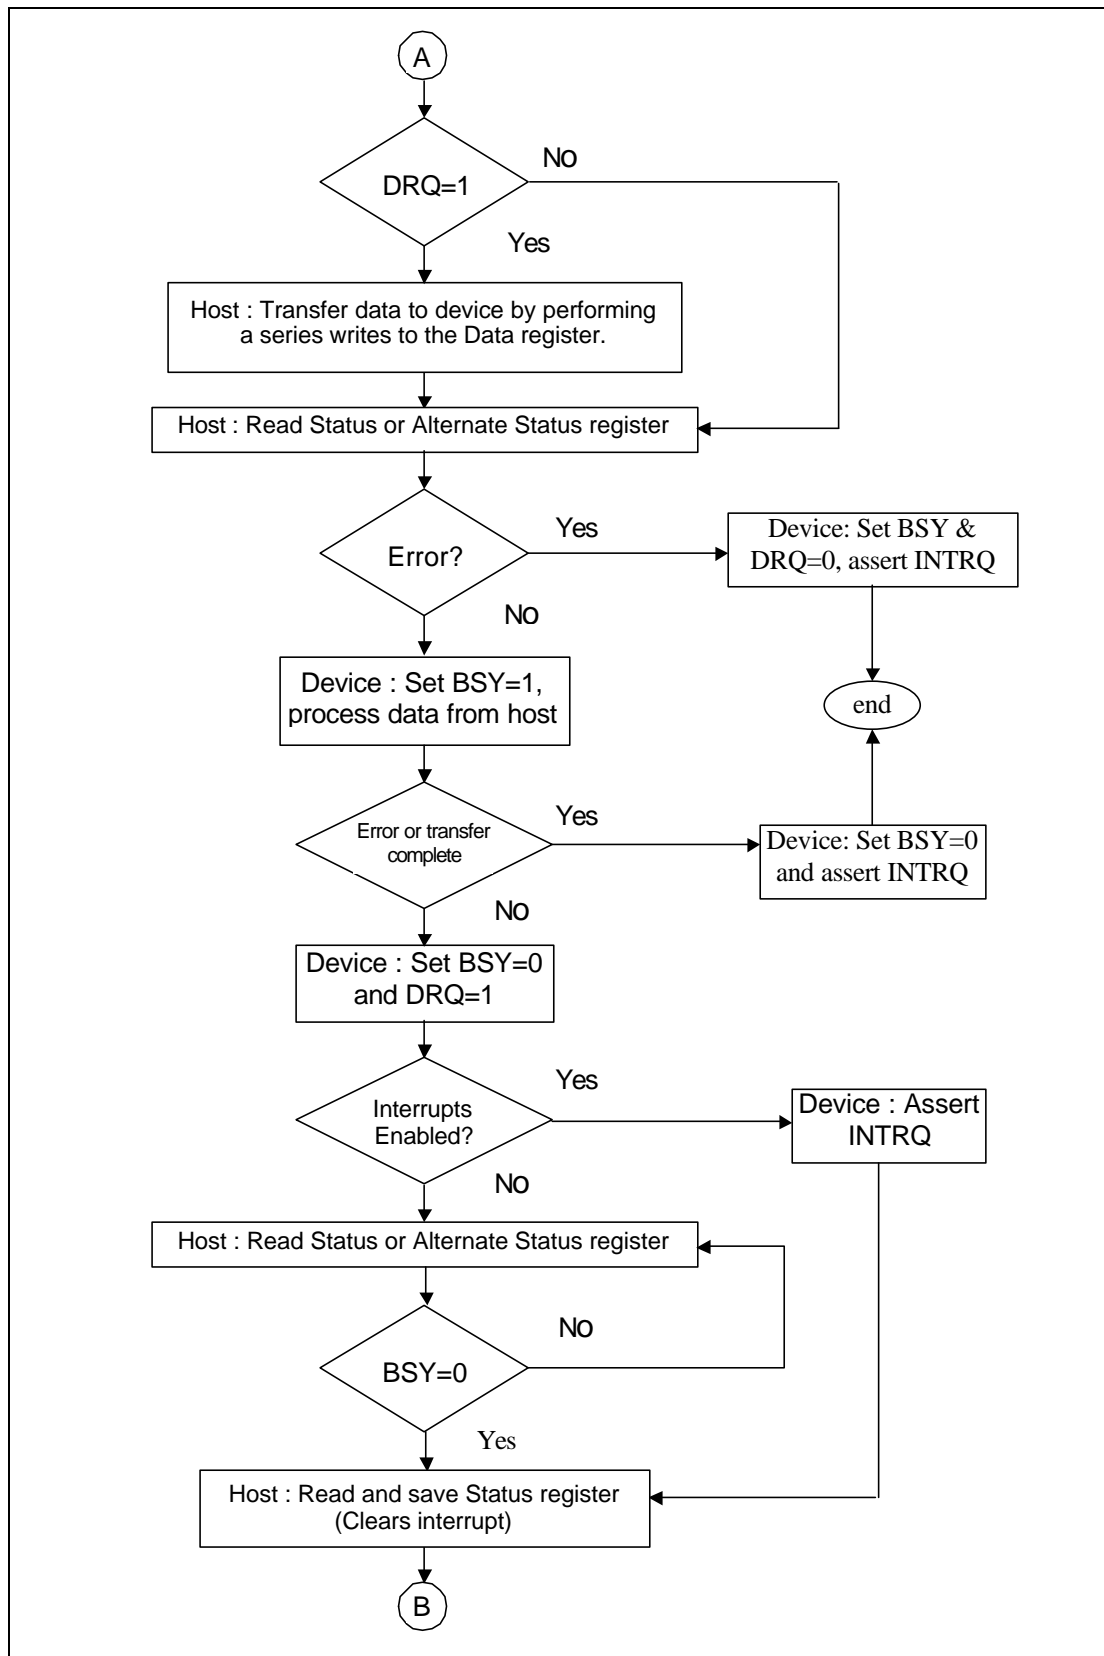 A
DRQ=1
No
Yes
Host : Transfer data to device by performing
a series writes to the Data register.
Host : Read Status or Alternate Status register
Error?
Yes
Device: Set BSY &
DRQ=0, assert INTRQ
No
Device : Set BSY=1,
process data from host
end
Error or transfer
complete
Yes
Device: Set BSY=0
and assert INTRQ
No
Device : Set BSY=0
and DRQ=1
Interrupts
Enabled?
Yes
Device : Assert
INTRQ
No
Host : Read Status or Alternate Status register
BSY=0
No
Yes
Host : Read and save Status register
(Clears interrupt)
B